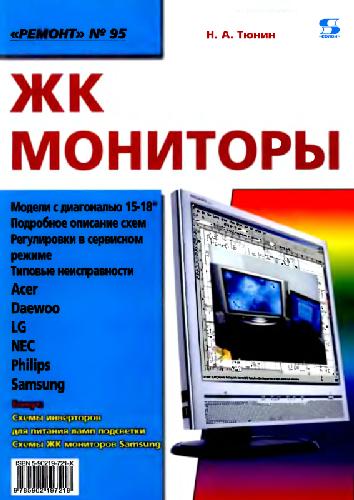 «РЕМОНТ» № 95
Н. А. Тюнин
ЖК
МОНИТОРЫ
Модели с диагональю 15-18"
Подробное описание схем
Регулировки в сервисном
режиме
Типовые неисправности
Acer
Daewoo
LG
NEC
Philips
Samsung
Схемы инверторов
для питания ламп подсветки
Схемы ЖК мониторов Samsung